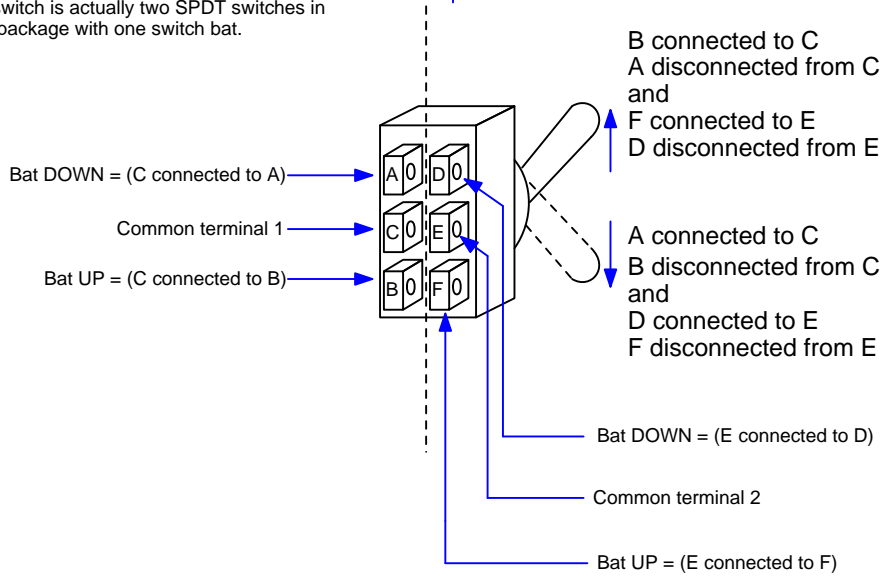 switch is actually two SPDT switches in
package with one switch bat.
B connected to C
A disconnected from C
and
F connected to E
D disconnected from E
Bat DOWN = (C connected to A)
A 0 D 0
Common terminal 1
C 0 E 0
Bat UP = (C connected to B)
B 0 F 0
A connected to C
B disconnected from C
and
D connected to E
F disconnected from E
Bat DOWN = (E connected to D)
Common terminal 2
Bat UP = (E connected to F)